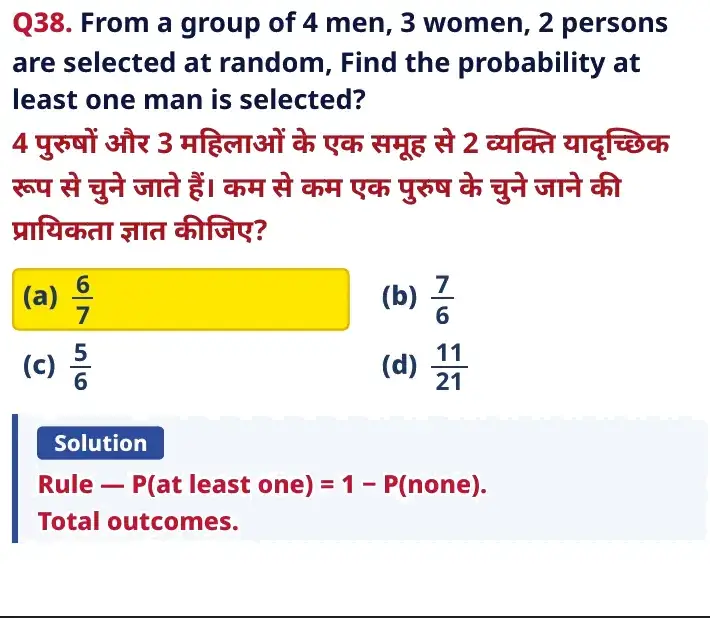 Q38. From a group of 4 men, 3 women, 2 persons
are selected at random, Find the probability at
least one man is selected?
4 पुरुषों और 3 महिलाओं के एक समूह से 2 व्यक्ति यादृच्छिक
रूप से चुने जाते हैं। कम से कम एक पुरुष के चुने जाने की
प्रायिकता ज्ञात कीजिए?
(a) 6/7 (b) 7/6
(c) 5/6 (d) 11/21
Solution
Rule — P(at least one) = 1 − P(none).
Total outcomes.